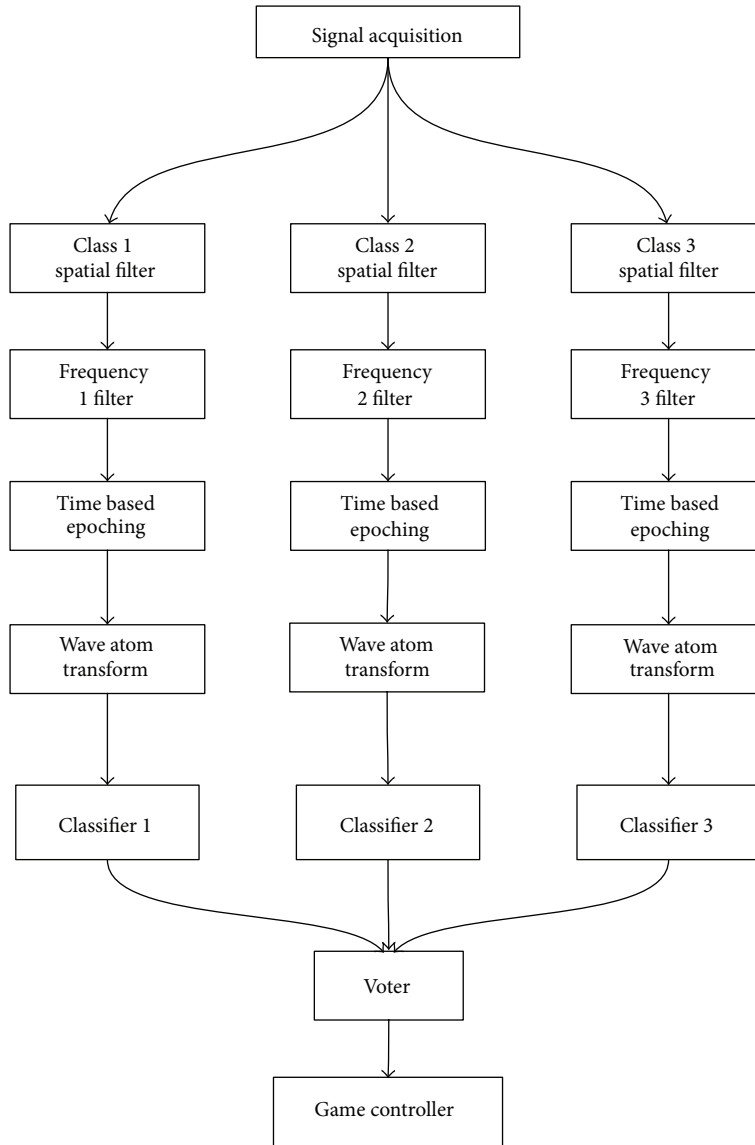 Signal acquisition
Class 1
spatial filter
Class 2
spatial filter
Class 3
spatial filter
Frequency
1 filter
Frequency
2 filter
Frequency
3 filter
Time based
epoching
Time based
epoching
Time based
epoching
Wave atom
transform
Wave atom
transform
Wave atom
transform
Classifier 1
Classifier 2
Classifier 3
Voter
Game controller